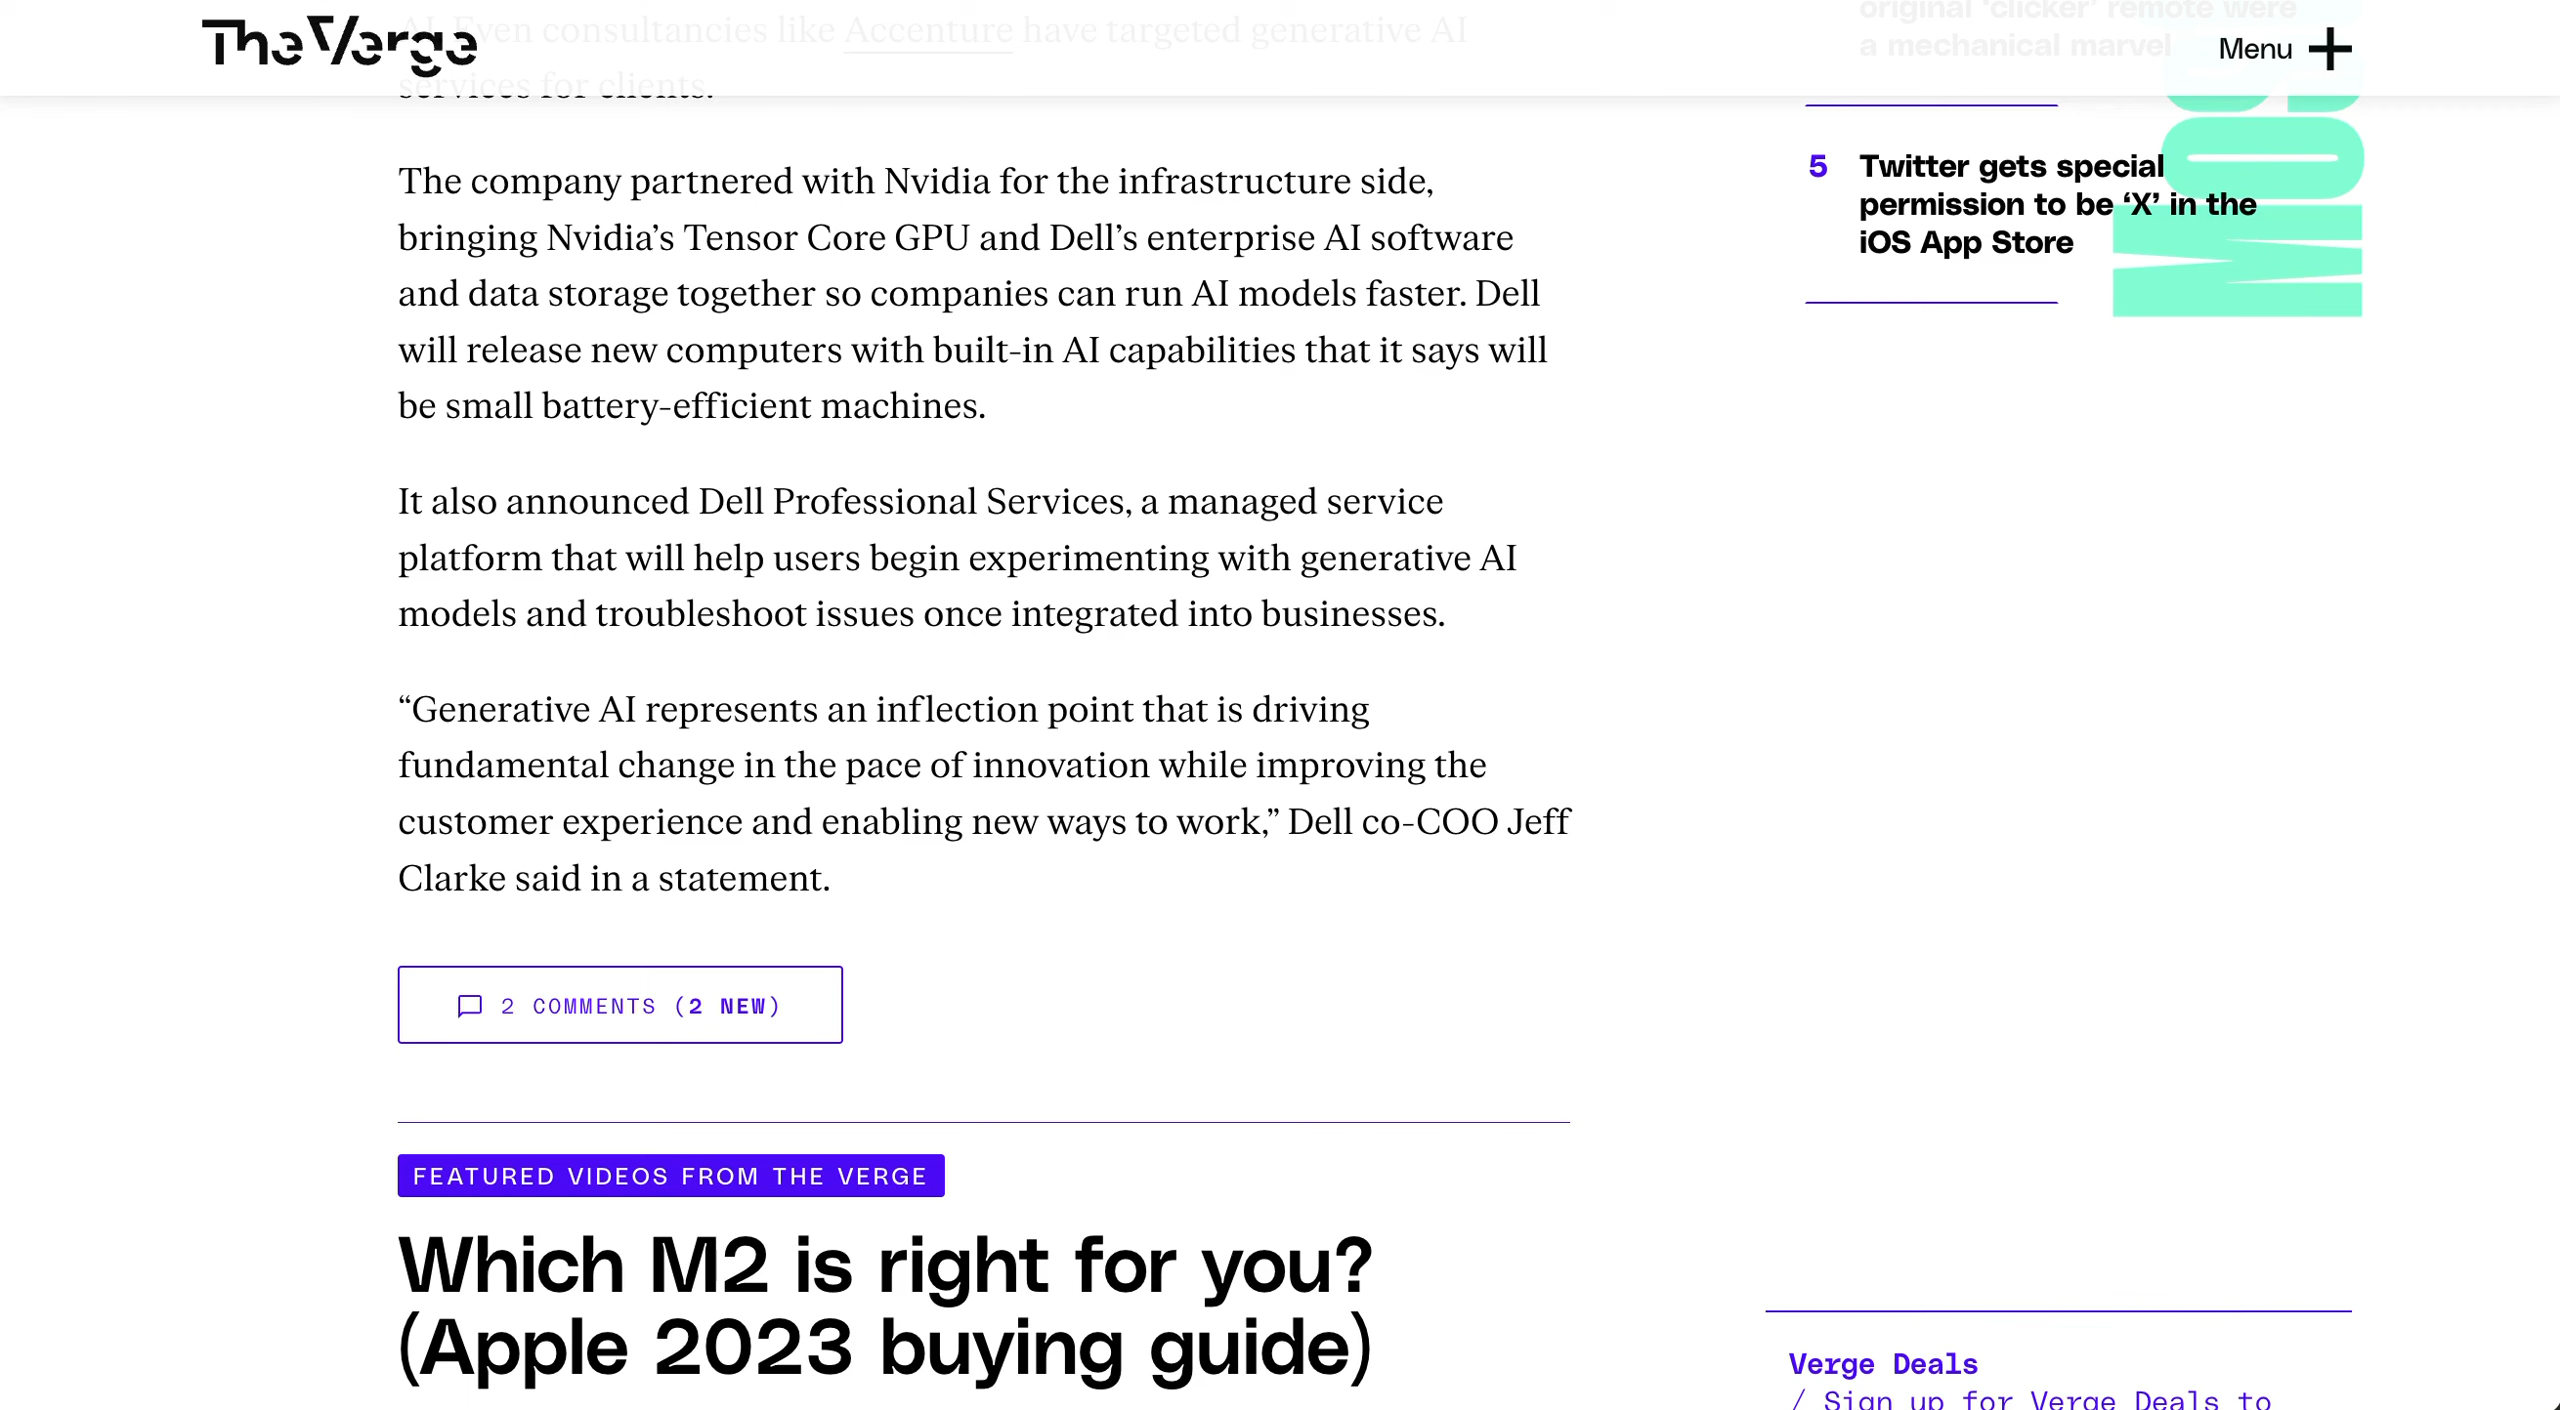 The Verge
Menu
AI. Even consultancies like Accenture have targeted generative AI
services for clients.
The company partnered with Nvidia for the infrastructure side,
bringing Nvidia’s Tensor Core GPU and Dell’s enterprise AI software
and data storage together so companies can run AI models faster. Dell
will release new computers with built-in AI capabilities that it says will
be small battery-efficient machines.
It also announced Dell Professional Services, a managed service
platform that will help users begin experimenting with generative AI
models and troubleshoot issues once integrated into businesses.
“Generative AI represents an inflection point that is driving
fundamental change in the pace of innovation while improving the
customer experience and enabling new ways to work,” Dell co-COO Jeff
Clarke said in a statement.
2 COMMENTS (2 NEW)
FEATURED VIDEOS FROM THE VERGE
Which M2 is right for you?
(Apple 2023 buying guide)
original ‘clicker’ remote were
a mechanical marvel
5
Twitter gets special
permission to be ‘X’ in the
iOS App Store
Verge Deals
/ Sign up for Verge Deals to